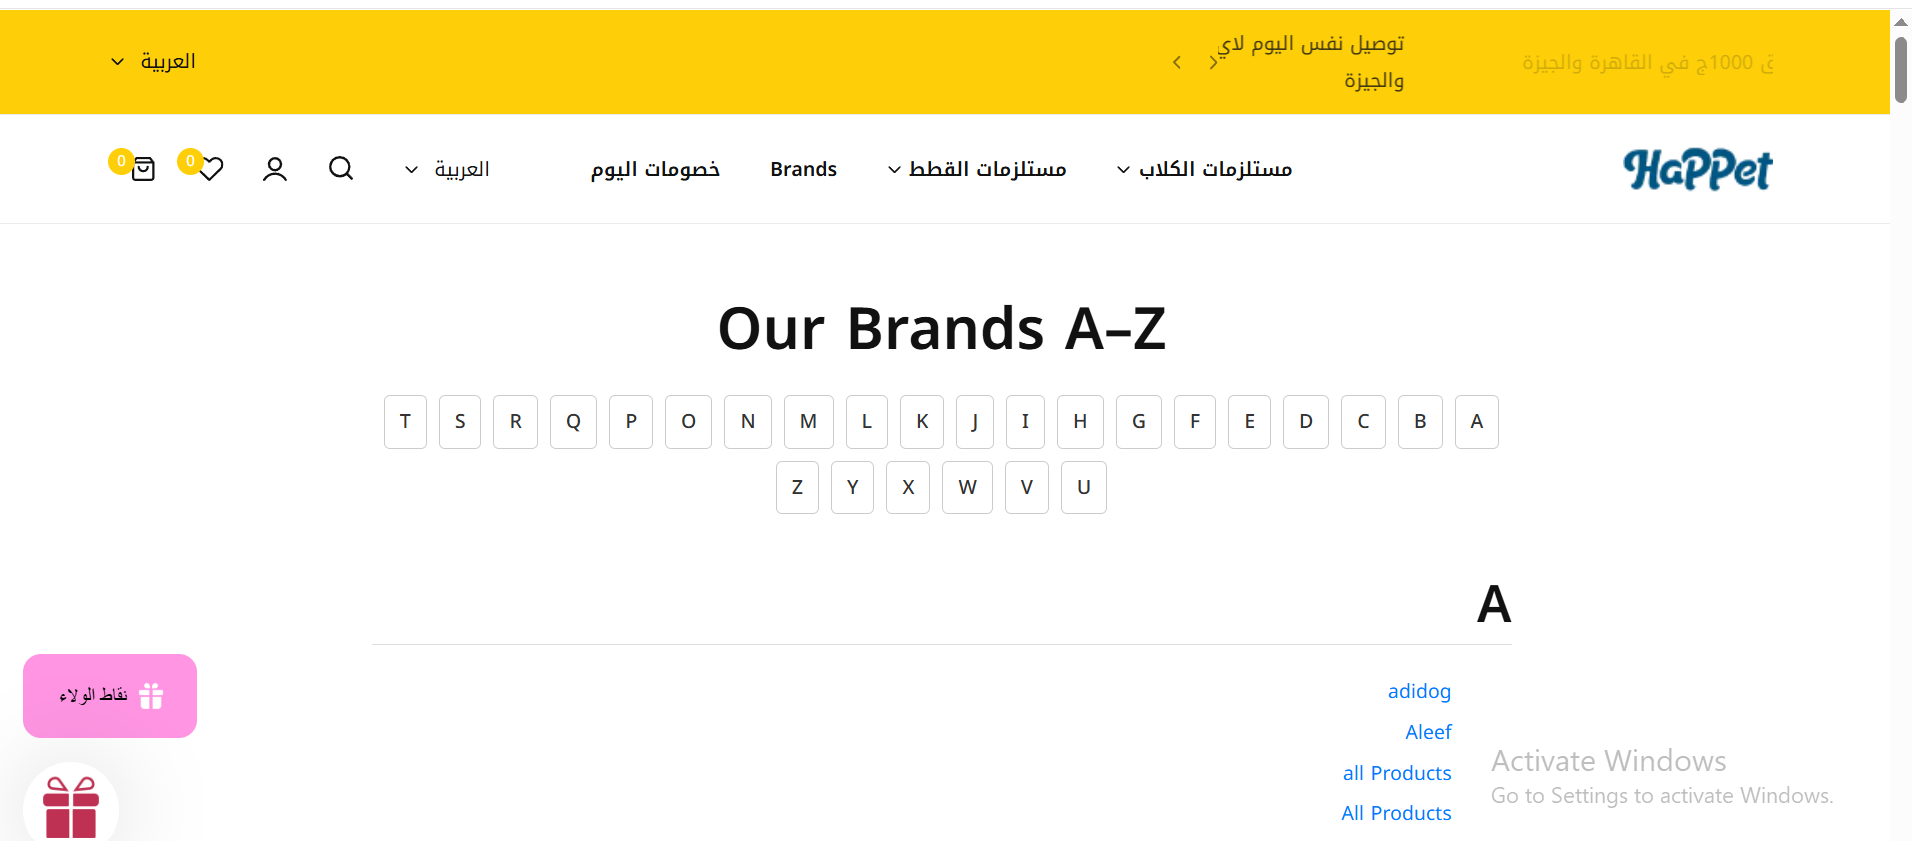 ق 1000ج في القاهرة والجيزة
توصيل نفس اليوم لاي
والجيزة
العربية
HaPPet
مستلزمات الكلاب
مستلزمات القطط
Brands
خصومات اليوم
العربية
0
0
Our Brands A–Z
A B C D E F G H I J K L M N O P Q R S T
U V W X Y Z
A
adidog
Aleef
all Products
All Products
نقاط الولاء
Activate Windows
Go to Settings to activate Windows.